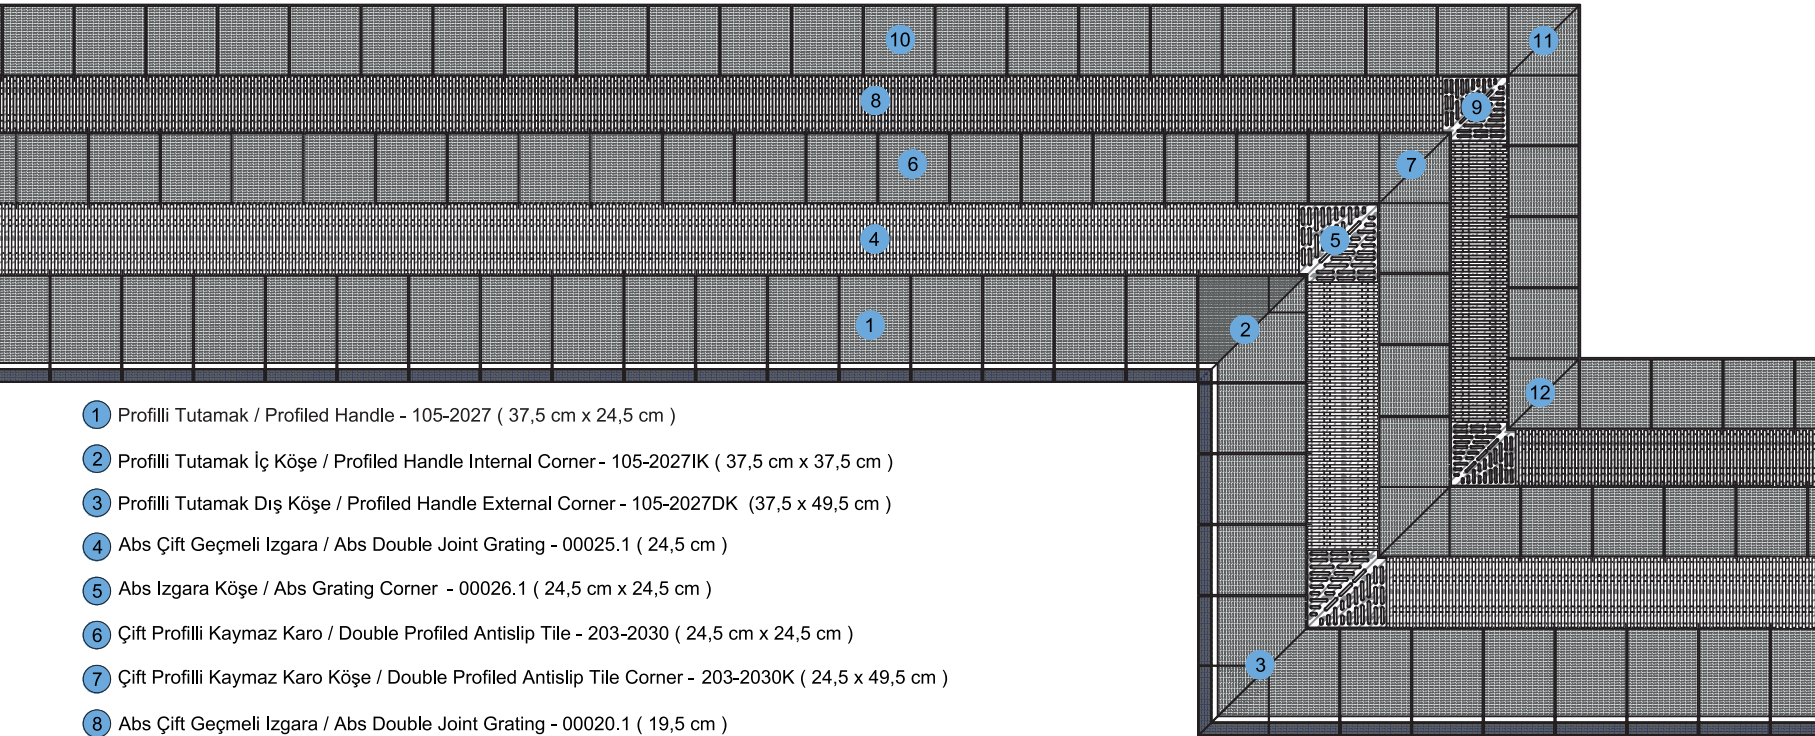 10
11
8
9
6
7
4
5
1
2
12
3
1 Profilli Tutamak / Profiled Handle - 105-2027 ( 37,5 cm x 24,5 cm )
2 Profilli Tutamak İç Köşe / Profiled Handle Internal Corner - 105-2027IK ( 37,5 cm x 37,5 cm )
3 Profilli Tutamak Dış Köşe / Profiled Handle External Corner - 105-2027DK (37,5 x 49,5 cm )
4 Abs Çift Geçmeli Izgara / Abs Double Joint Grating - 00025.1 ( 24,5 cm )
5 Abs Izgara Köşe / Abs Grating Corner - 00026.1 ( 24,5 cm x 24,5 cm )
6 Çift Profilli Kaymaz Karo / Double Profiled Antislip Tile - 203-2030 ( 24,5 cm x 24,5 cm )
7 Çift Profilli Kaymaz Karo Köşe / Double Profiled Antislip Tile Corner - 203-2030K ( 24,5 x 49,5 cm )
8 Abs Çift Geçmeli Izgara / Abs Double Joint Grating - 00020.1 ( 19,5 cm )